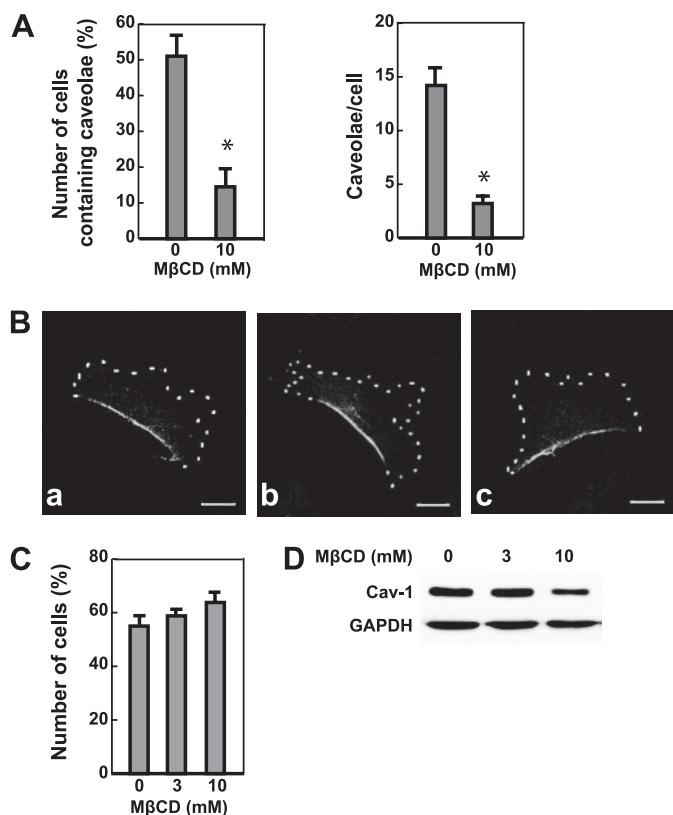 A
Number of cells
containing caveolae (%)
60
50
40
30
20
10
0
0 10
MβCD (mM)
Caveolae/cell
20
15
10
5
0
0 10
MβCD (mM)
*
*
B
a b c
C
Number of cells (%)
80
60
40
20
0
0 3 10
MβCD (mM)
D
MβCD (mM) 0 3 10
Cav-1
GAPDH